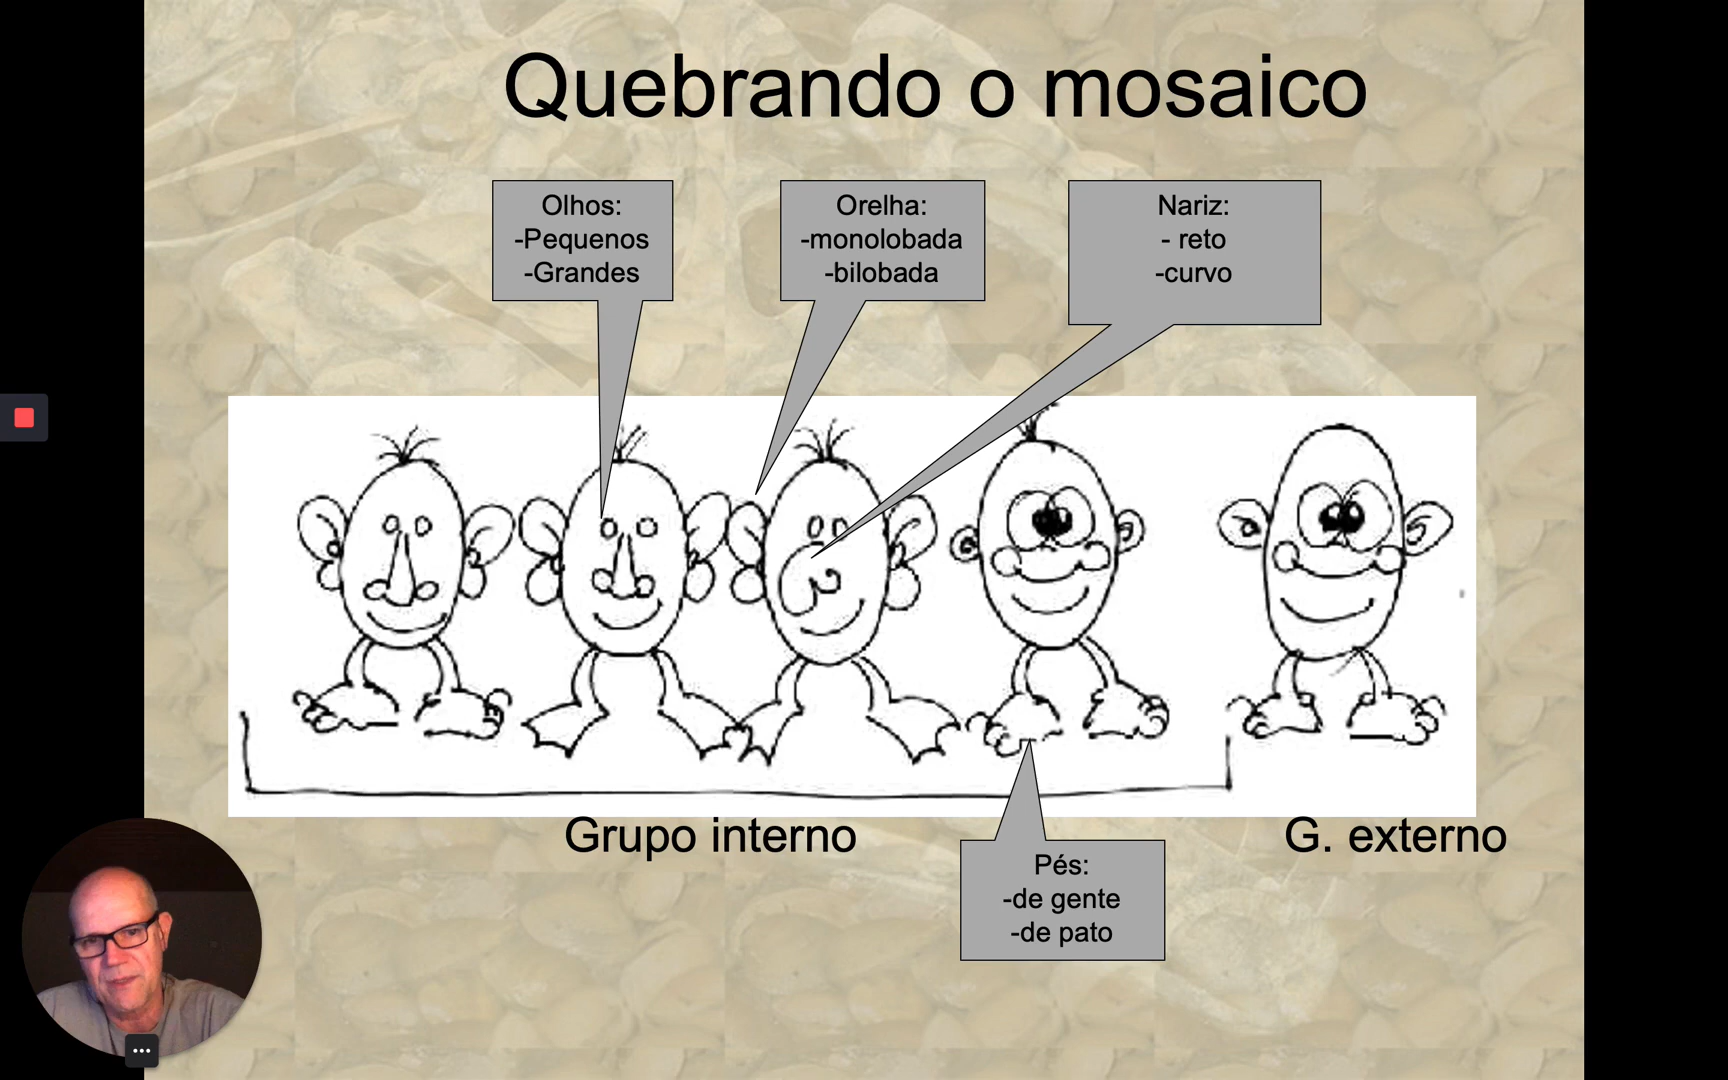 Quebrando o mosaico
Olhos:
-Pequenos
-Grandes
Orelha:
-monolobada
-bilobada
Nariz:
- reto
-curvo
Grupo interno
G. externo
Pés:
-de gente
-de pato